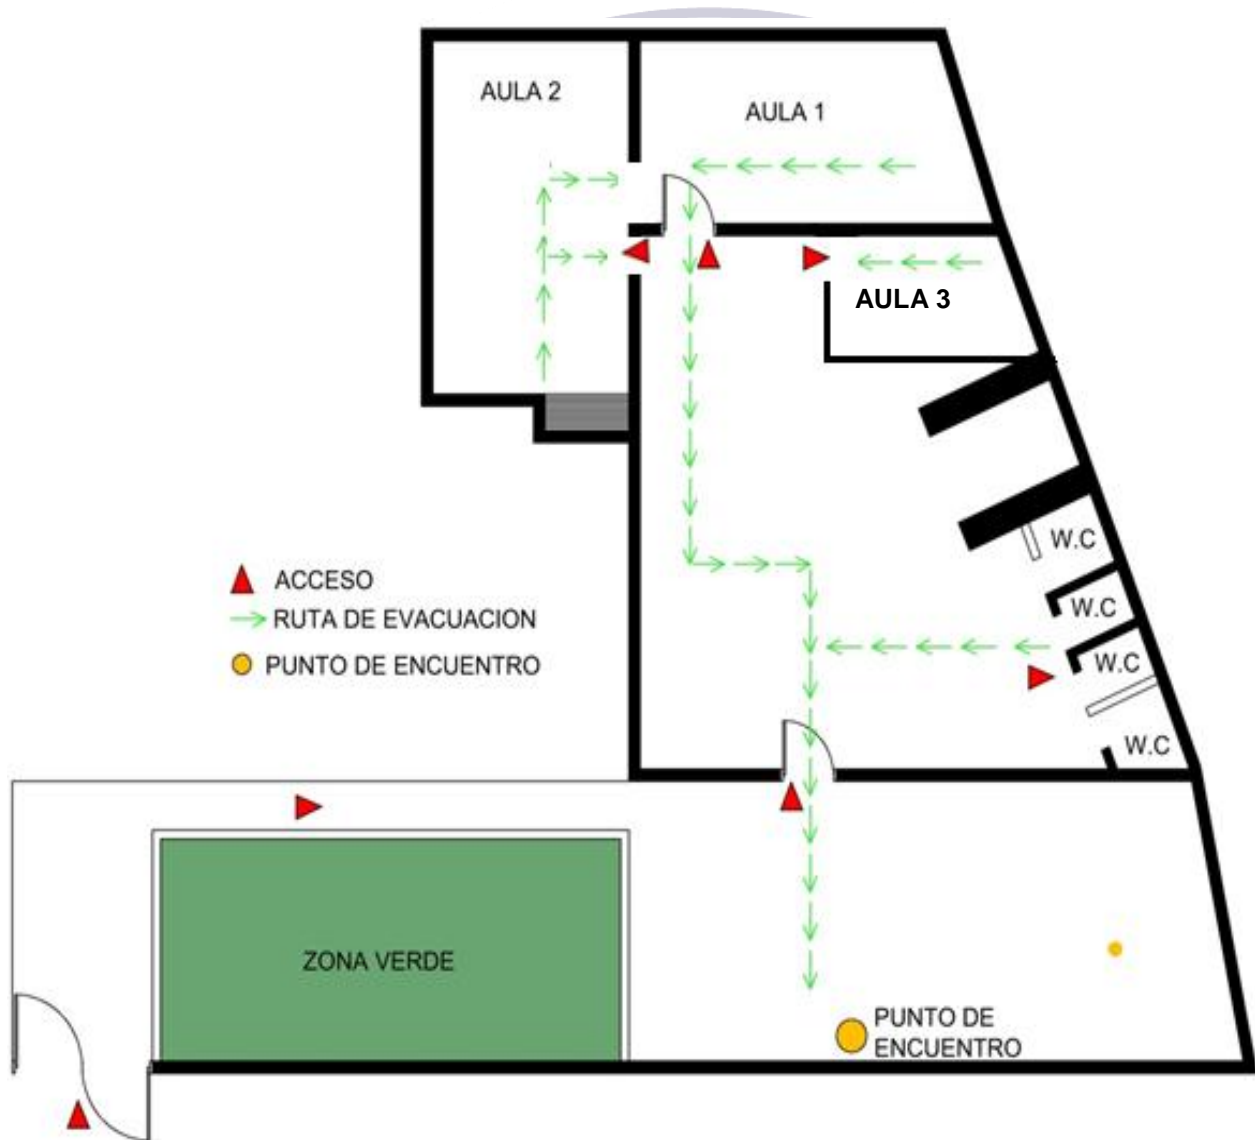 AULA 2
AULA 1
AULA 3
W.C
ACCESO
RUTA DE EVACUACION
W.C
PUNTO DE ENCUENTRO
W.C
W.C
ZONA VERDE
PUNTO DE
ENCUENTRO